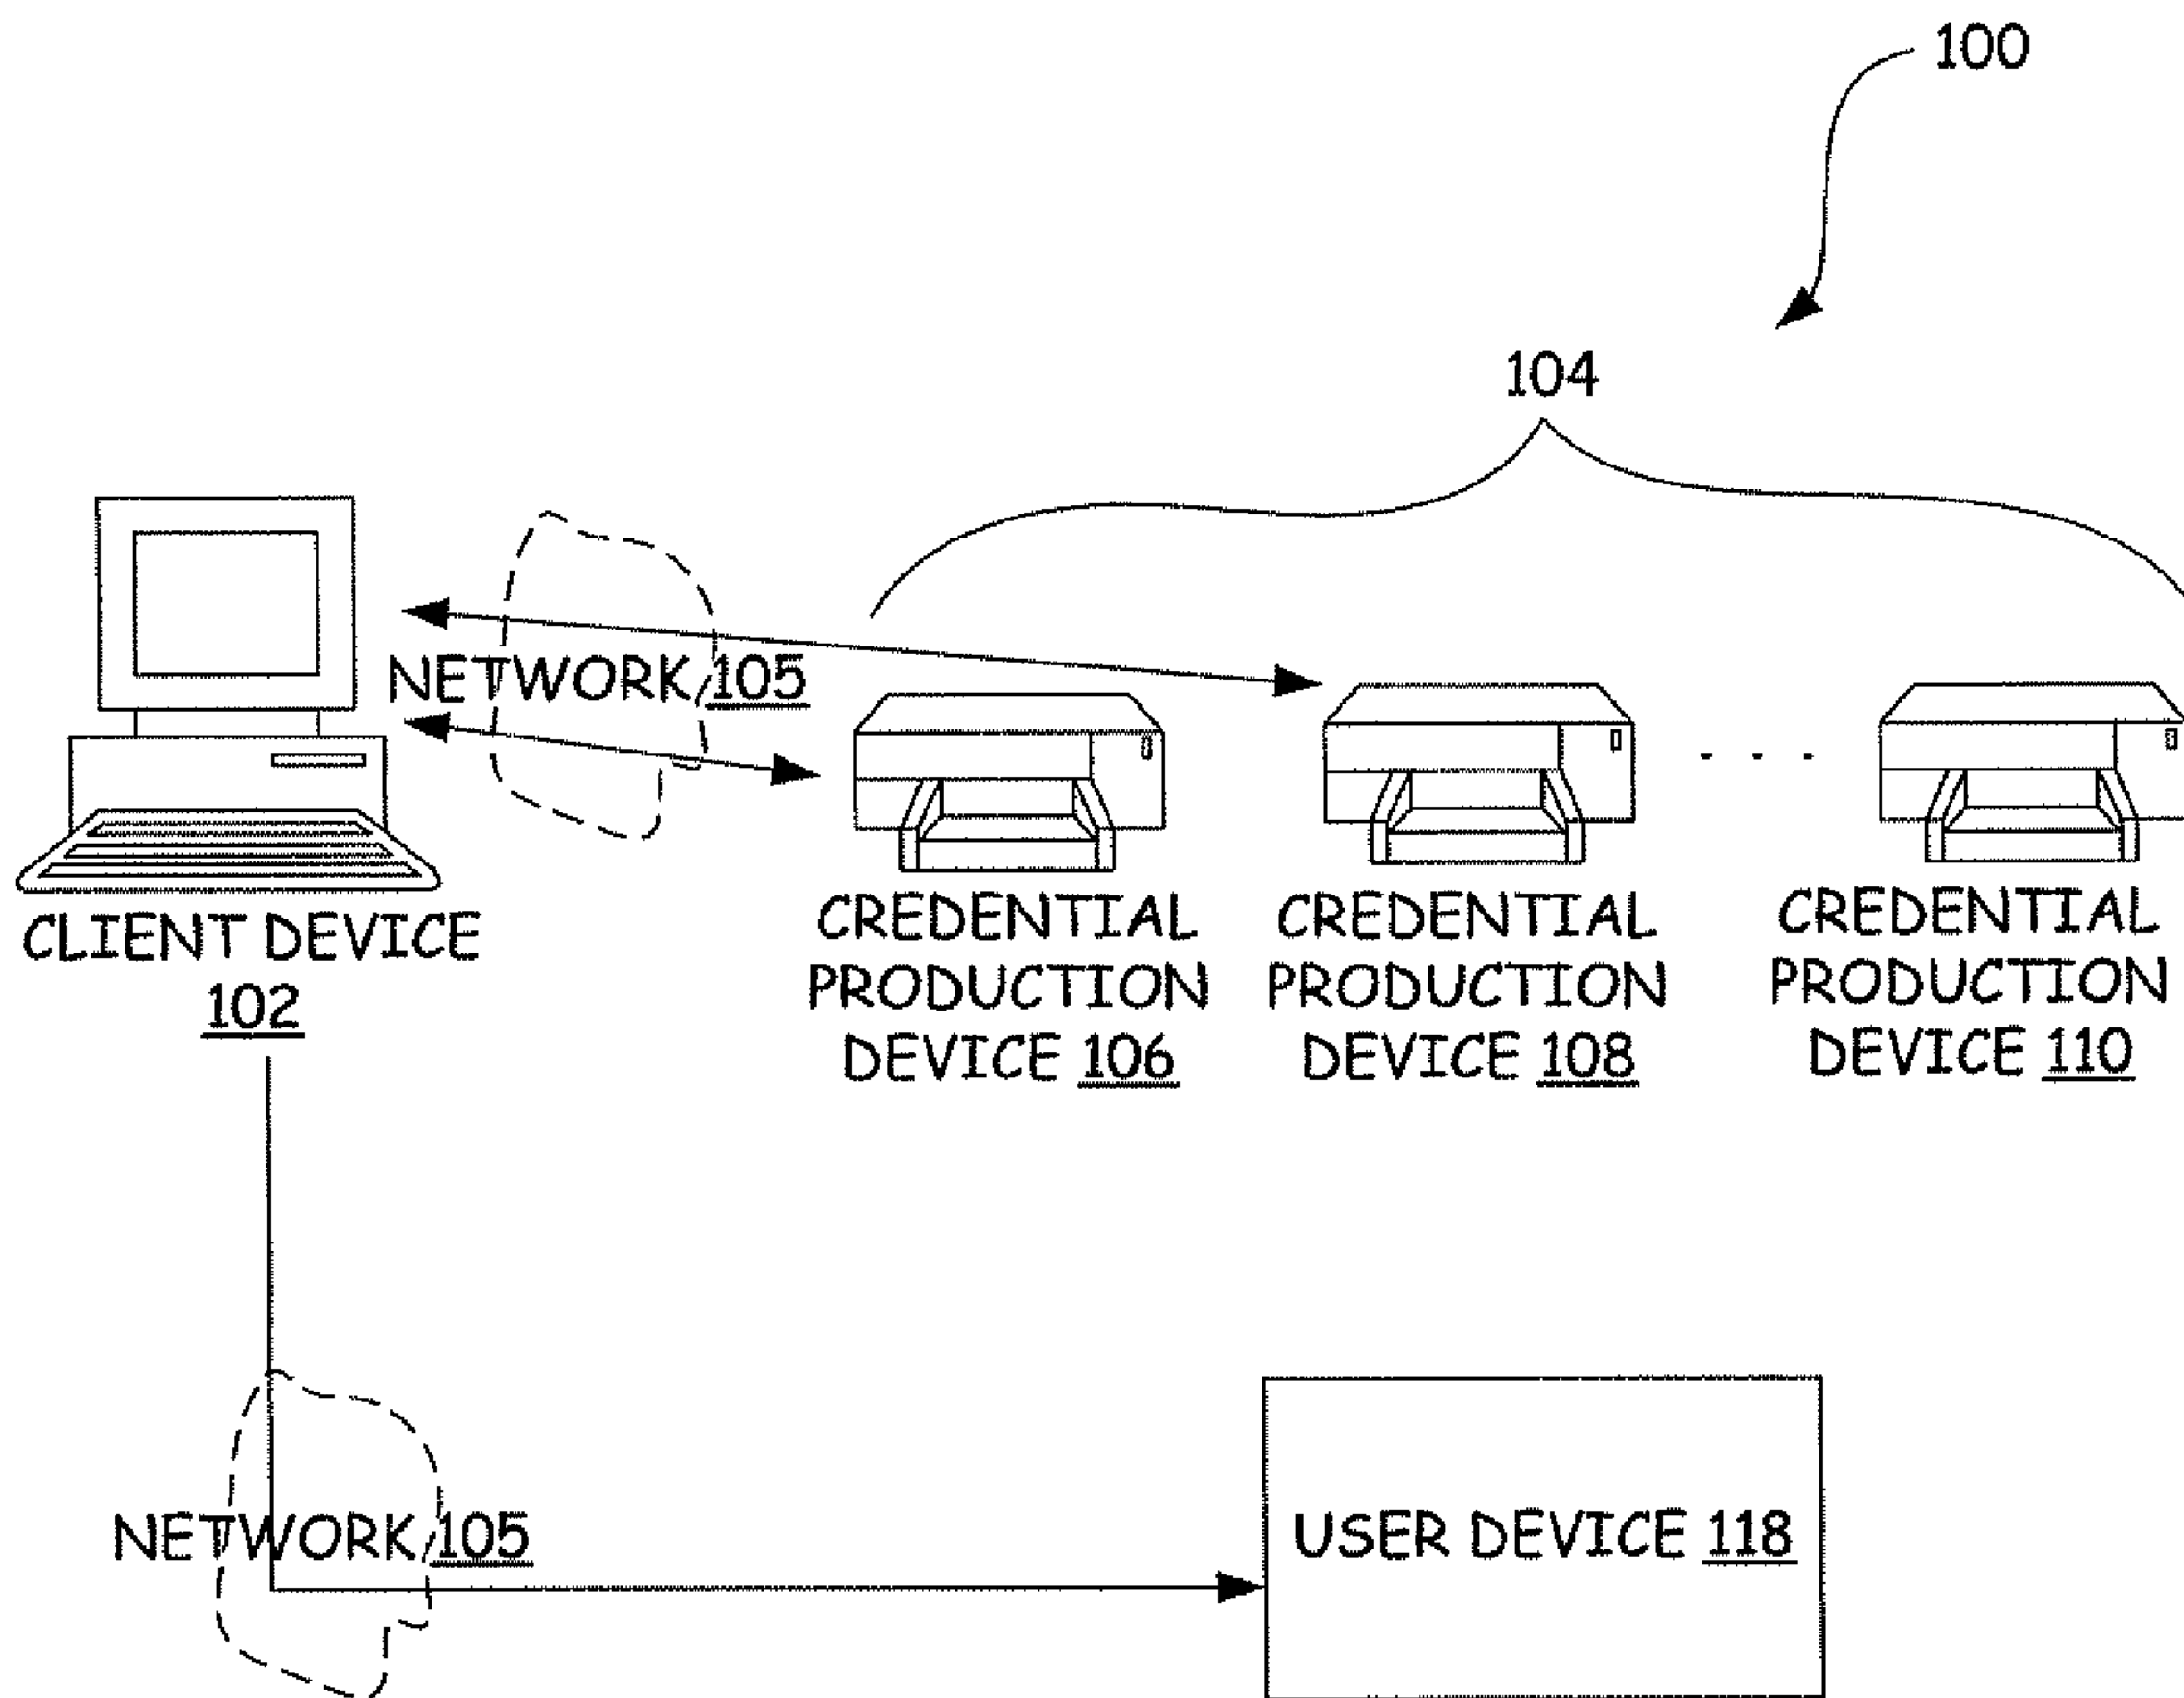 100
104
NETWORK 105
CLIENT DEVICE
102
CREDENTIAL
PRODUCTION
DEVICE 106
CREDENTIAL
PRODUCTION
DEVICE 108
. . .
CREDENTIAL
PRODUCTION
DEVICE 110
NETWORK 105
USER DEVICE 118